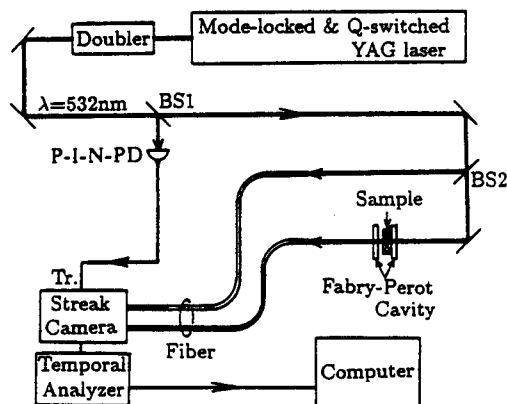 Doubler
Mode-locked & Q-switched
YAG laser
λ=532nm
BS1
P-I-N-PD
BS2
Sample
Tr.
Fabry-Perot
Cavity
Streak
Camera
Fiber
Temporal
Analyzer
Computer